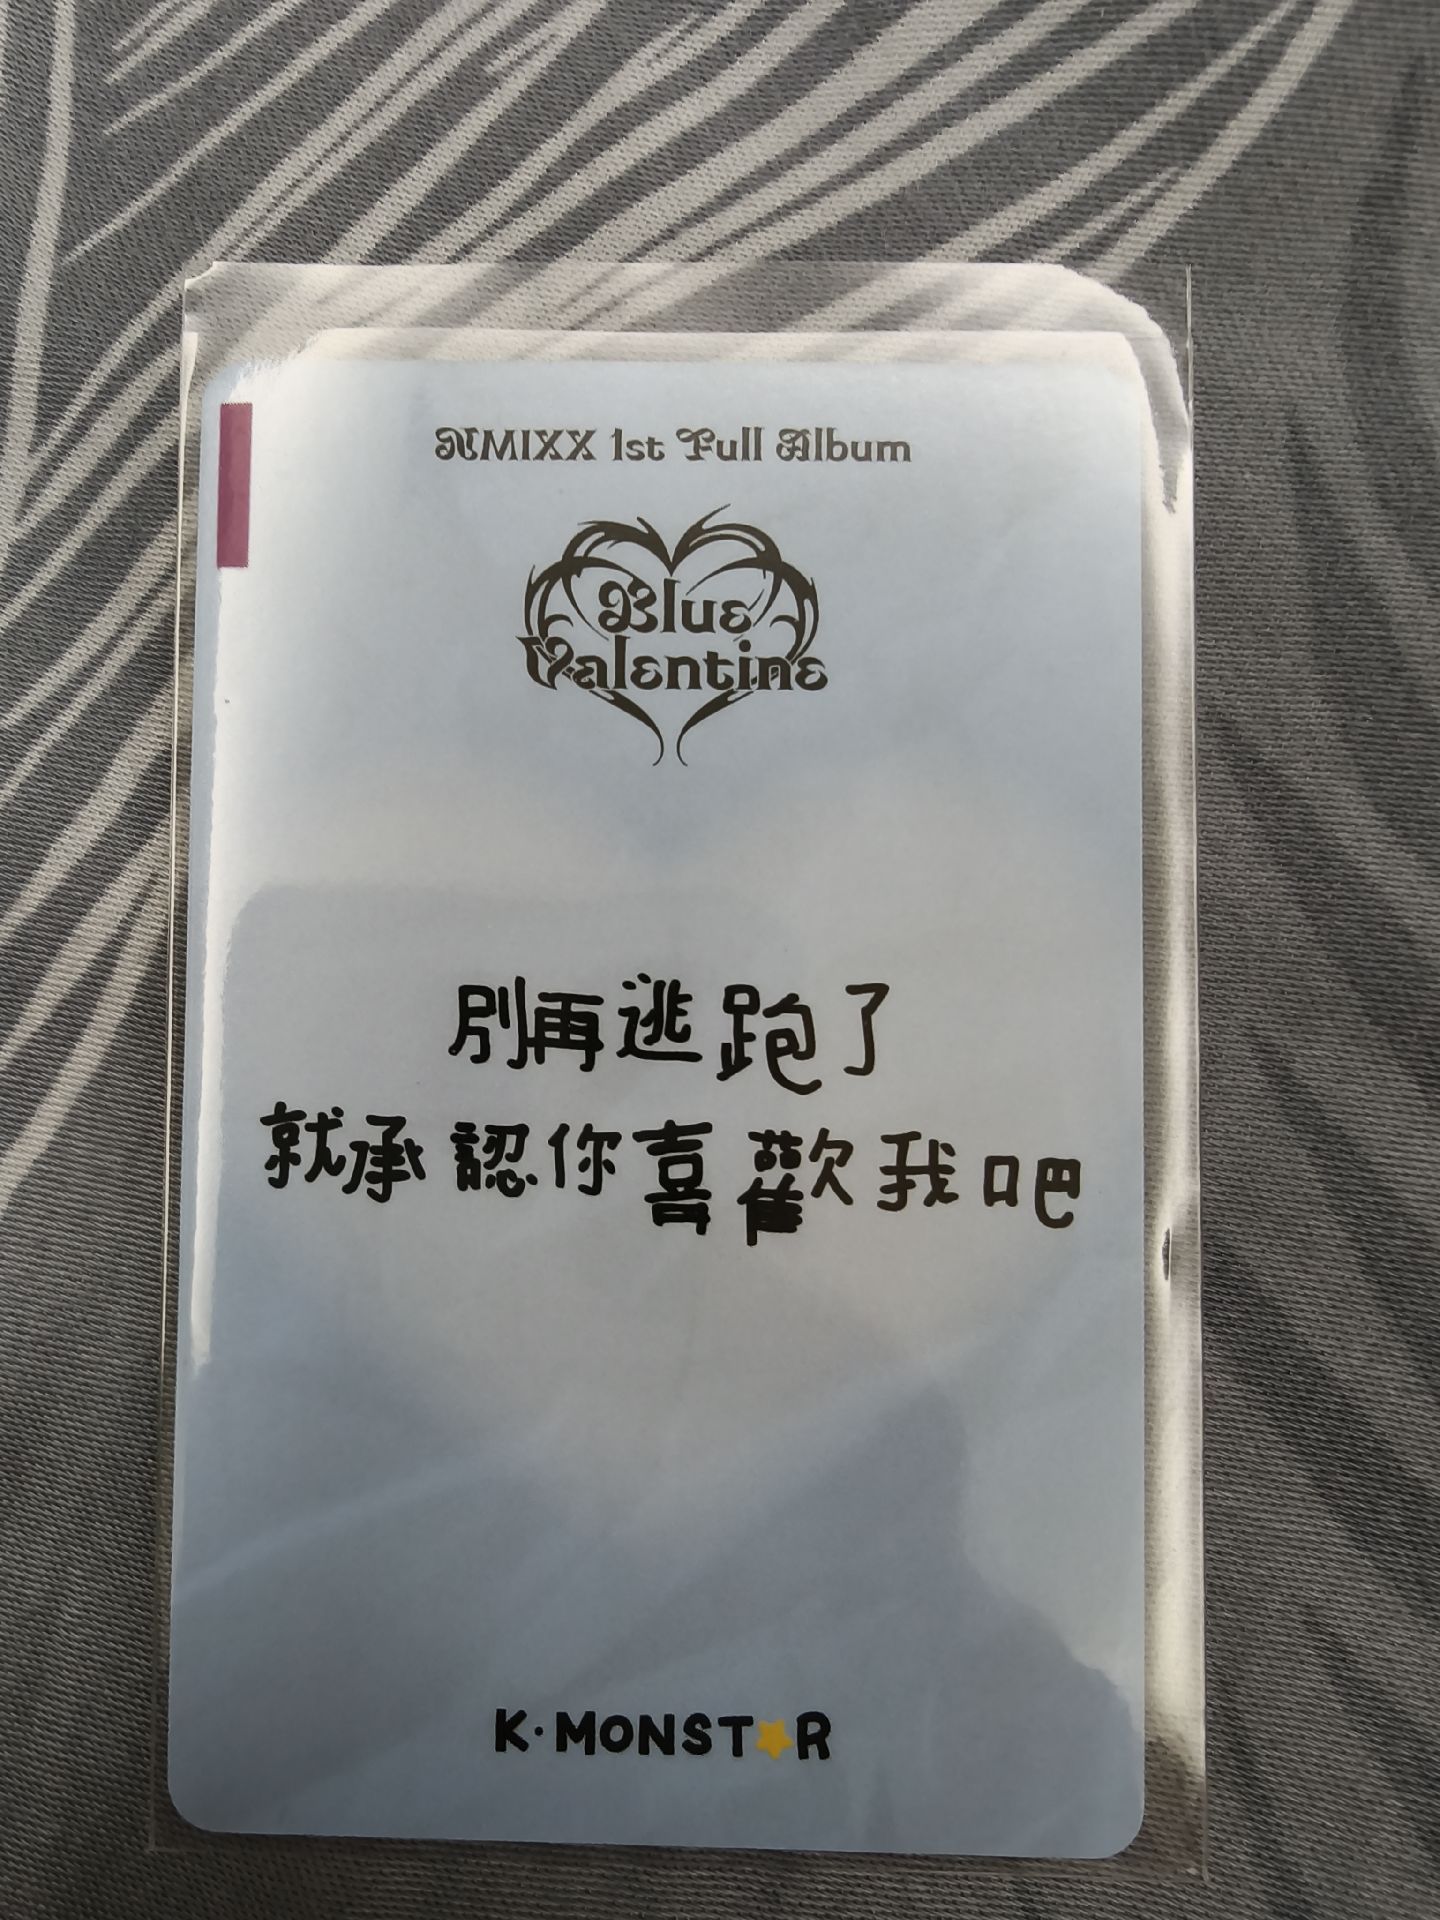 NMIXX 1st Full Album
Blue
Valentine
別再逃跑了
就承認你喜歡我吧
K·MONST★R